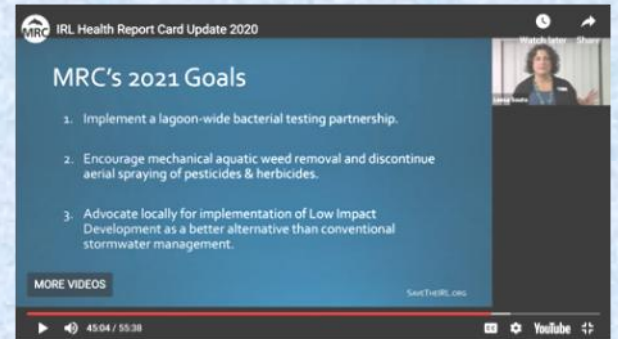 MRC
IRL Health Report Card Update 2020
Watch later Share
MRC's 2021 Goals
1. Implement a lagoon-wide bacterial testing partnership.
2. Encourage mechanical aquatic weed removal and discontinue
aerial spraying of pesticides & herbicides.
3. Advocate locally for implementation of Low Impact
Development as a better alternative than conventional
stormwater management.
MORE VIDEOS
SaveTheIRL.org
45:04 / 55:38
CC
YouTube